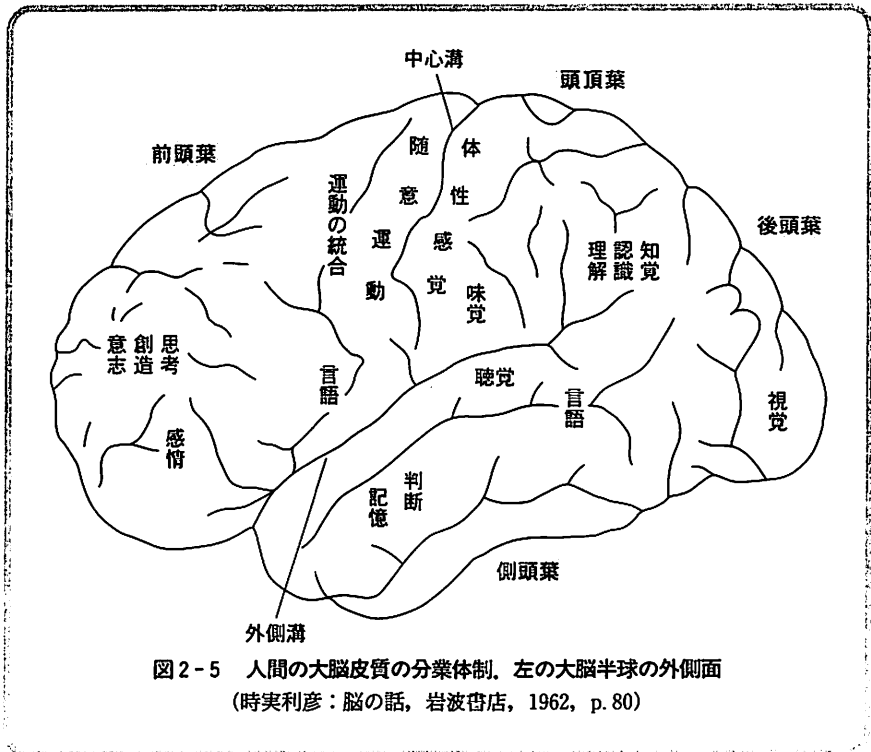 中心溝
頭頂葉
前頭葉
随意運動
体性感覚
運動の統合
後頭葉
知覚
認識
理解
味覚
思考
創造
意志
言語
聴覚
言語
視覚
感情
判断
記憶
側頭葉
外側溝
図2-5 人間の大脳皮質の分業体制．左の大脳半球の外側面
(時実利彦：脳の話，岩波書店，1962，p.80)